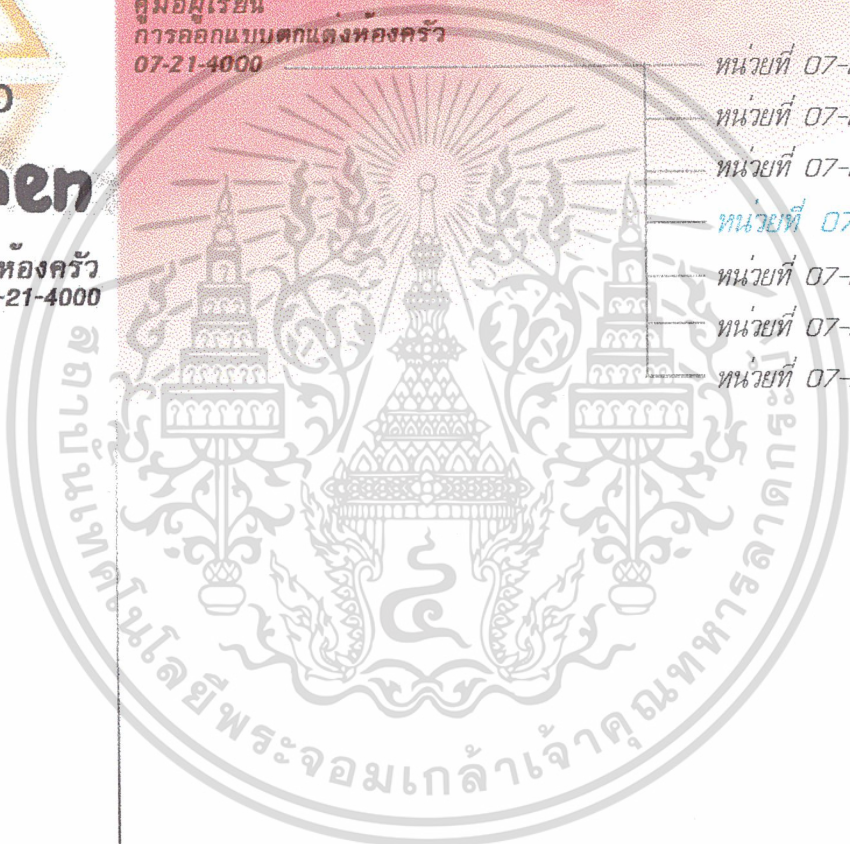 คู่มือผู้เรียน
การออกแบบตกแต่งห้องครัว
07-21-4000
หน่วยที่ 07-
หน่วยที่ 07-
หน่วยที่ 07-
หน่วยที่ 07
หน่วยที่ 07-
หน่วยที่ 07-
หน่วยที่ 07-
ห้องครัว
-21-4000
สถาบันเทคโนโลยีพระจอมเกล้าเจ้าคุณทหารลาดกระ